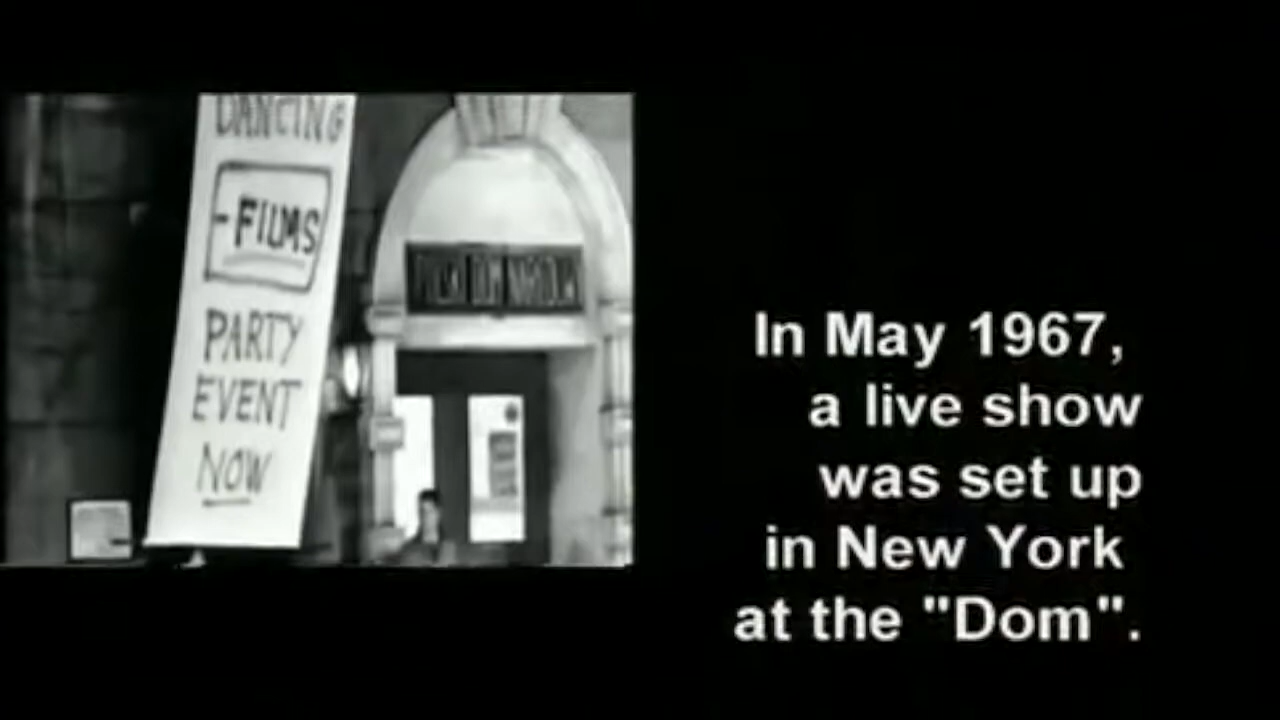 DANCING
-FILMS
PARTY
EVENT
NOW
In May 1967,
a live show
was set up
in New York
at the "Dom".